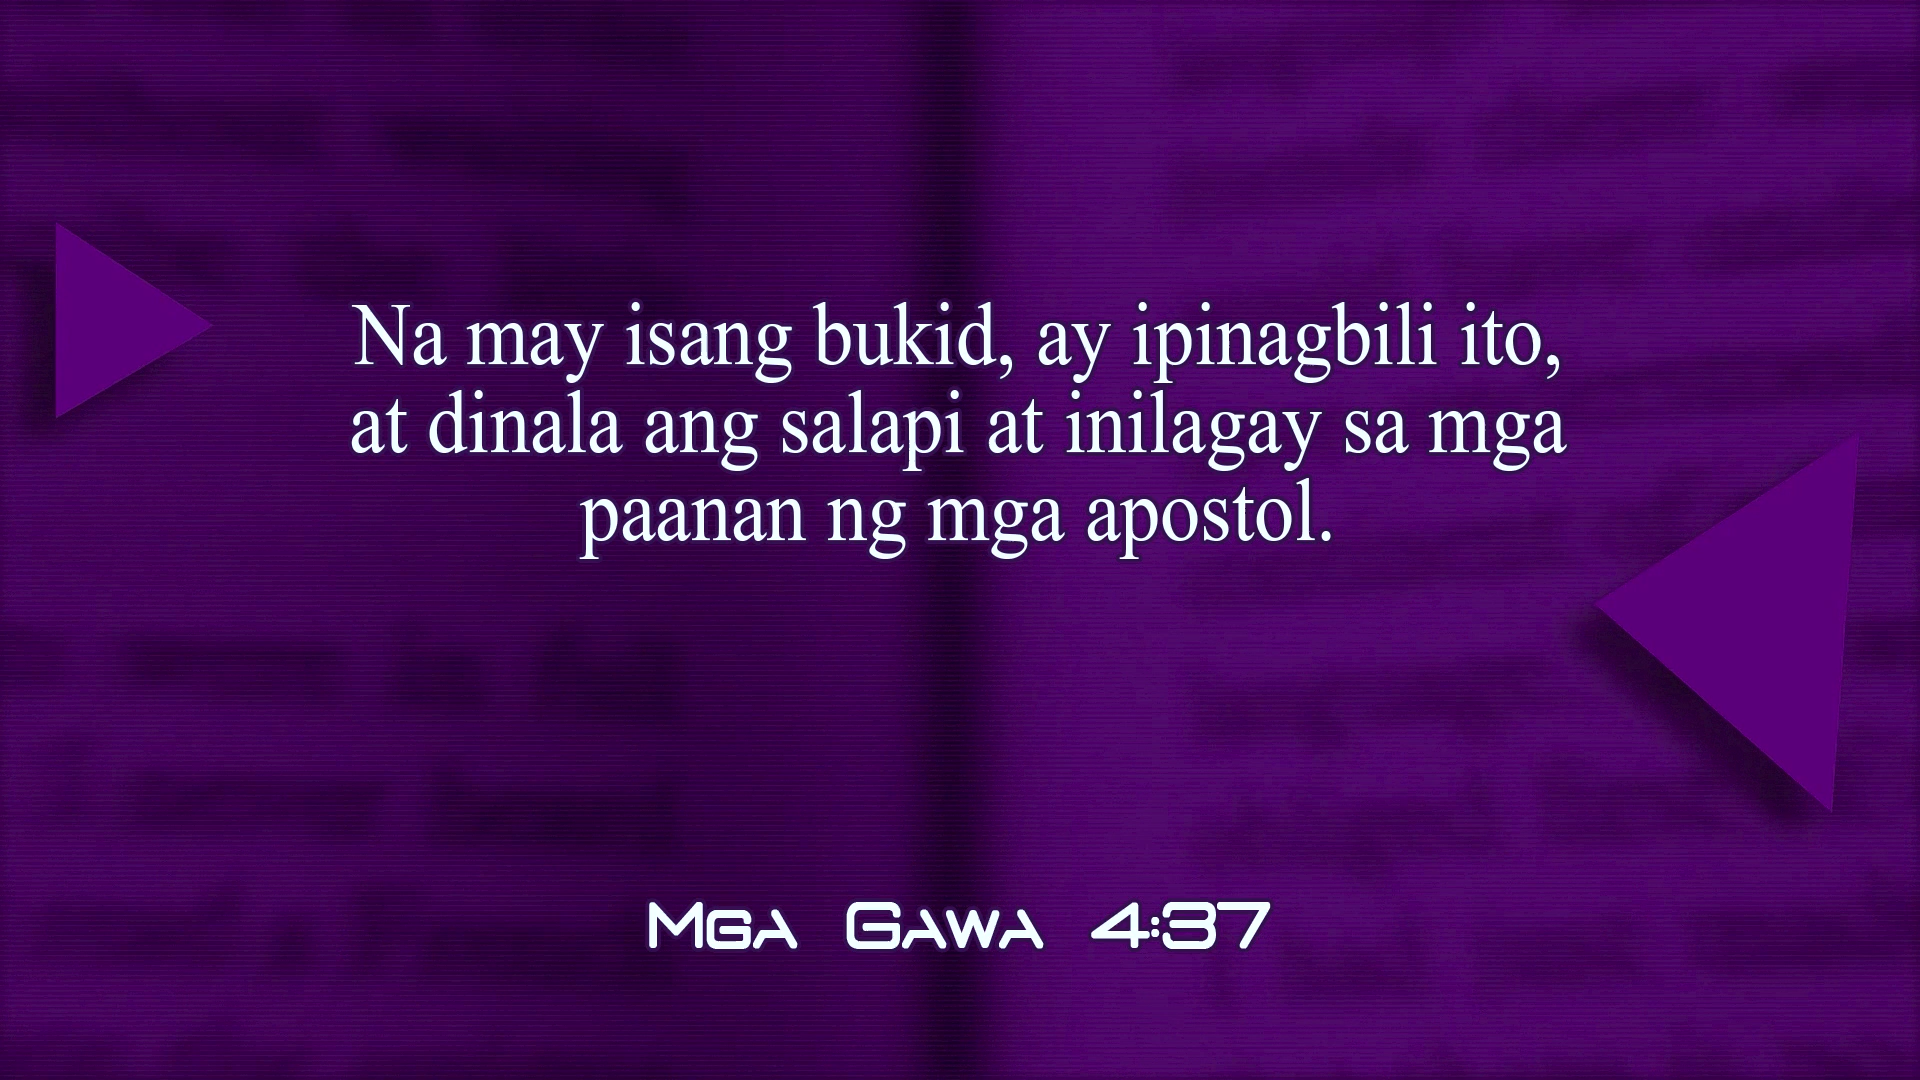 Na may isang bukid, ay ipinagbili ito,
at dinala ang salapi at inilagay sa mga
paanan ng mga apostol.
Mga Gawa 4:37